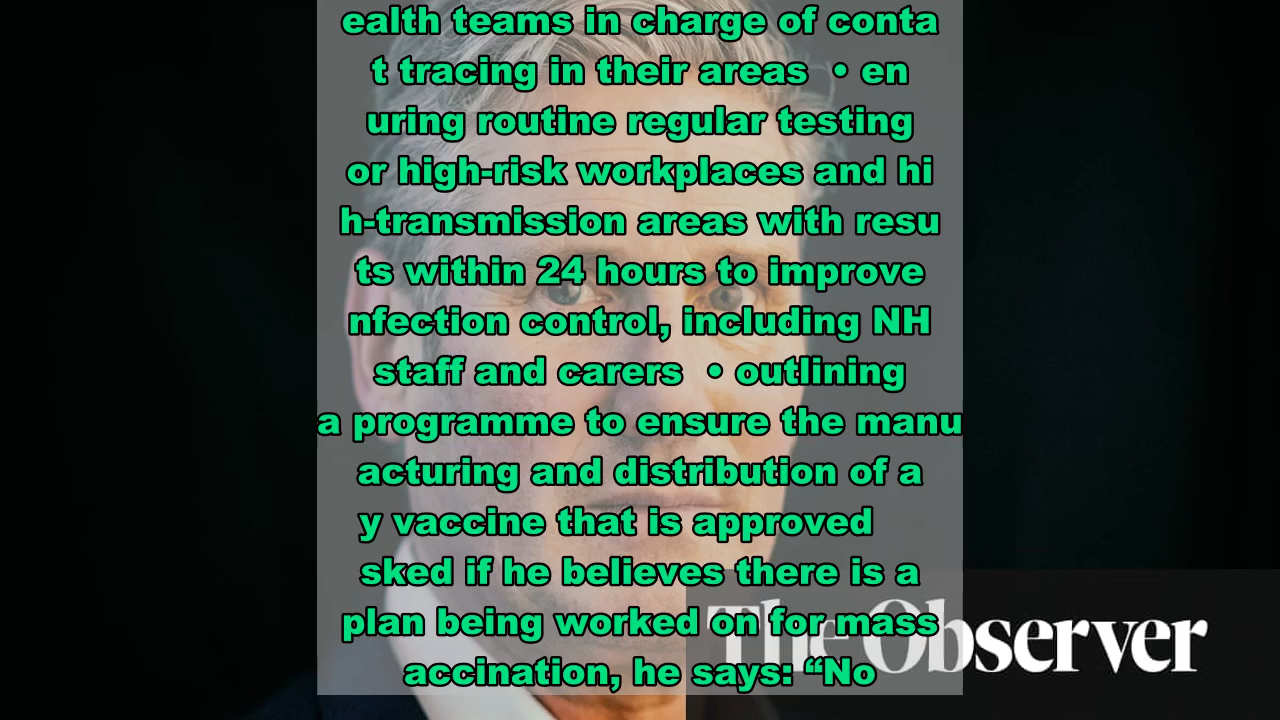 ealth teams in charge of conta
t tracing in their areas • en
uring routine regular testing
or high-risk workplaces and hi
h-transmission areas with resu
ts within 24 hours to improve
nfection control, including NH
staff and carers • outlining
a programme to ensure the manu
acturing and distribution of a
y vaccine that is approved
sked if he believes there is a
plan being worked on for mass
accination, he says: “No
The Observer